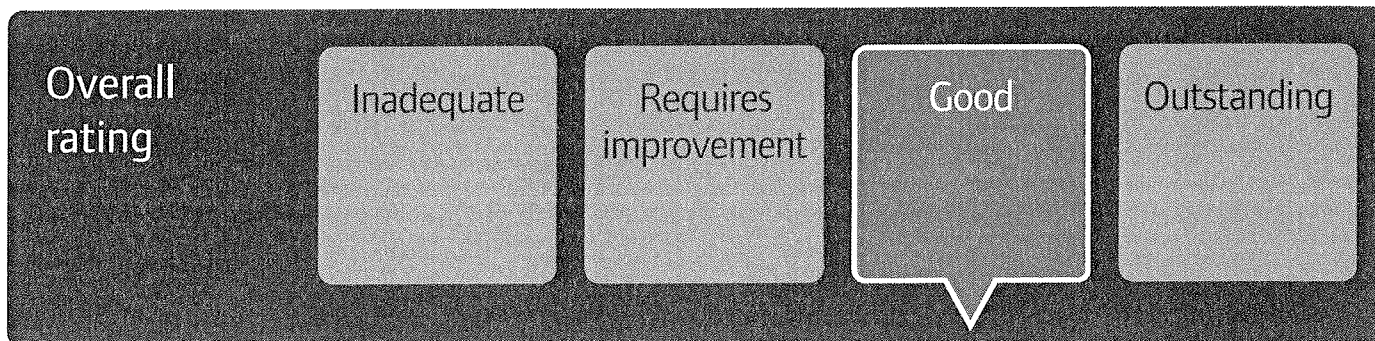 Overall
rating
Inadequate
Requires
improvement
Good
Outstanding